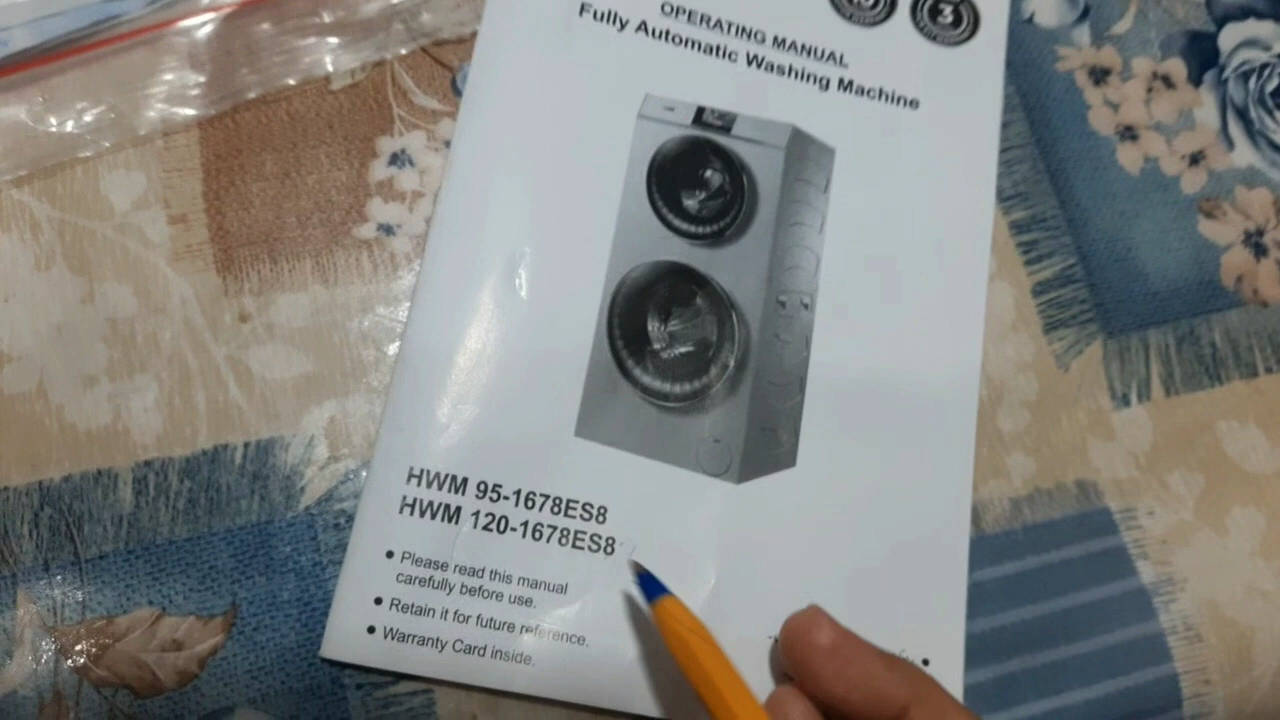 3
OPERATING MANUAL
Fully Automatic Washing Machine
HWM 95-1678ES8
HWM 120-1678ES8
• Please read this manual
carefully before use.
• Retain it for future reference.
• Warranty Card inside.